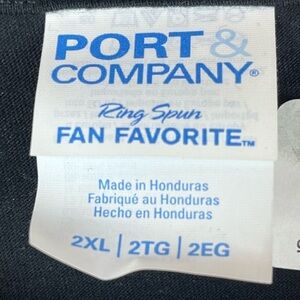 PORT &
COMPANY®
Ring Spun
FAN FAVORITE™
Made in Honduras
Fabriqué au Honduras
Hecho en Honduras
2XL | 2TG | 2EG